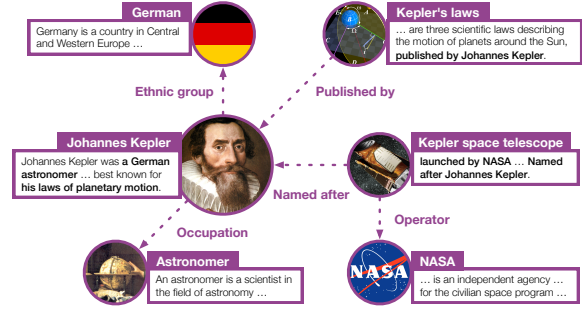 German
Germany is a country in Central
and Western Europe …
Kepler's laws
… are three scientific laws describing
the motion of planets around the Sun,
published by Johannes Kepler.
Ethnic group
Published by
Johannes Kepler
Johannes Kepler was a German
astronomer … best known for
his laws of planetary motion.
Kepler space telescope
launched by NASA … Named
after Johannes Kepler.
Named after
Occupation
Operator
Astronomer
An astronomer is a scientist in
the field of astronomy …
NASA
NASA
… is an independent agency …
for the civilian space program …